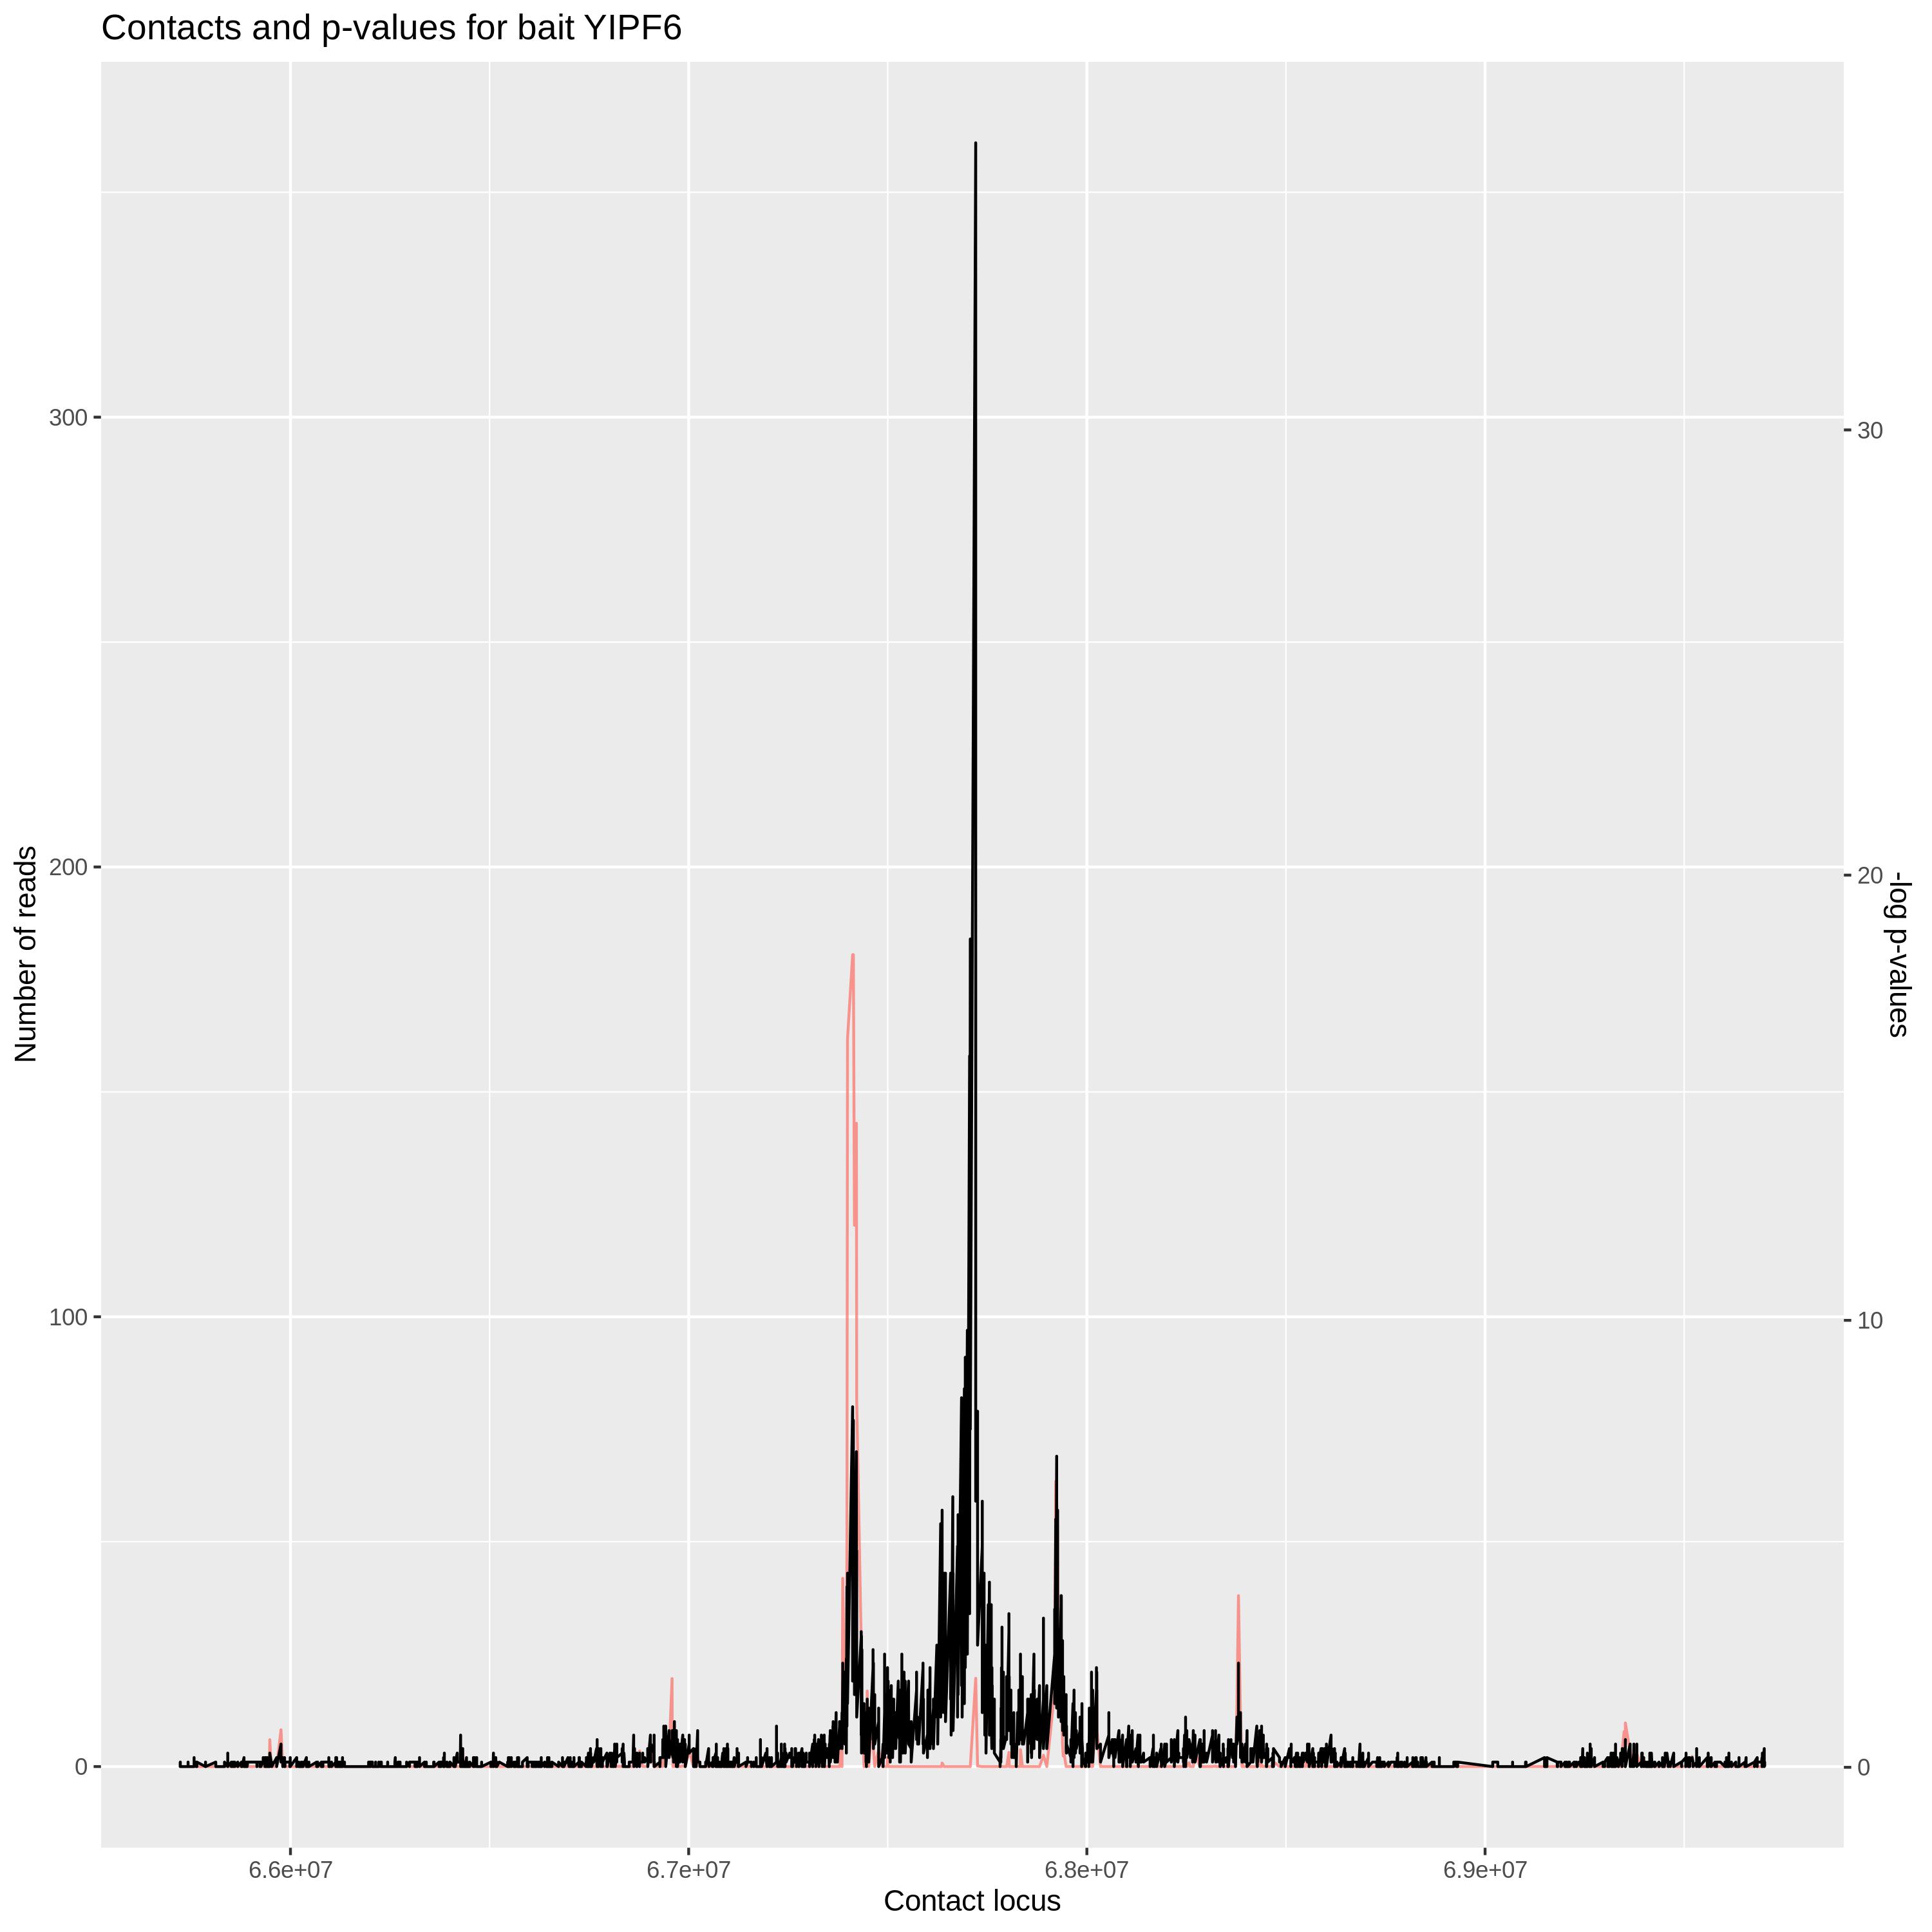 Contacts and p-values for bait YIPF6
300
200
100
0
Number of reads
30
20
10
0
-log p-values
6.6e+07
6.7e+07
6.8e+07
6.9e+07
Contact locus